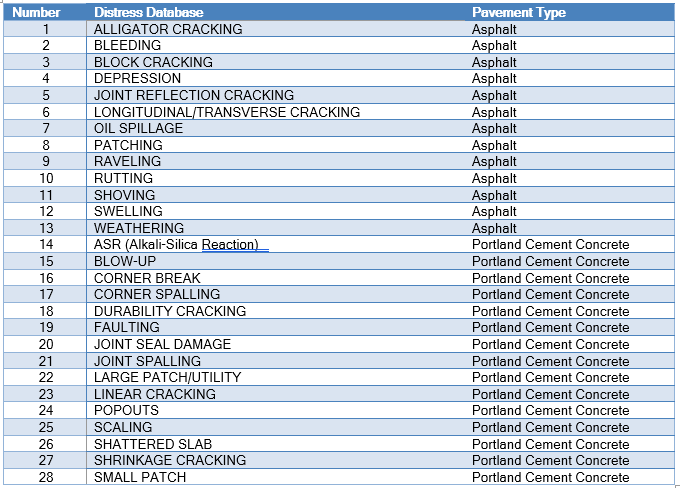 Number Distress Database Pavement Type
1 ALLIGATOR CRACKING Asphalt
2 BLEEDING Asphalt
3 BLOCK CRACKING Asphalt
4 DEPRESSION Asphalt
5 JOINT REFLECTION CRACKING Asphalt
6 LONGITUDINAL/TRANSVERSE CRACKING Asphalt
7 OIL SPILLAGE Asphalt
8 PATCHING Asphalt
9 RAVELING Asphalt
10 RUTTING Asphalt
11 SHOVING Asphalt
12 SWELLING Asphalt
13 WEATHERING Asphalt
14 ASR (Alkali-Silica Reaction) Portland Cement Concrete
15 BLOW-UP Portland Cement Concrete
16 CORNER BREAK Portland Cement Concrete
17 CORNER SPALLING Portland Cement Concrete
18 DURABILITY CRACKING Portland Cement Concrete
19 FAULTING Portland Cement Concrete
20 JOINT SEAL DAMAGE Portland Cement Concrete
21 JOINT SPALLING Portland Cement Concrete
22 LARGE PATCH/UTILITY Portland Cement Concrete
23 LINEAR CRACKING Portland Cement Concrete
24 POPOUTS Portland Cement Concrete
25 SCALING Portland Cement Concrete
26 SHATTERED SLAB Portland Cement Concrete
27 SHRINKAGE CRACKING Portland Cement Concrete
28 SMALL PATCH Portland Cement Concrete